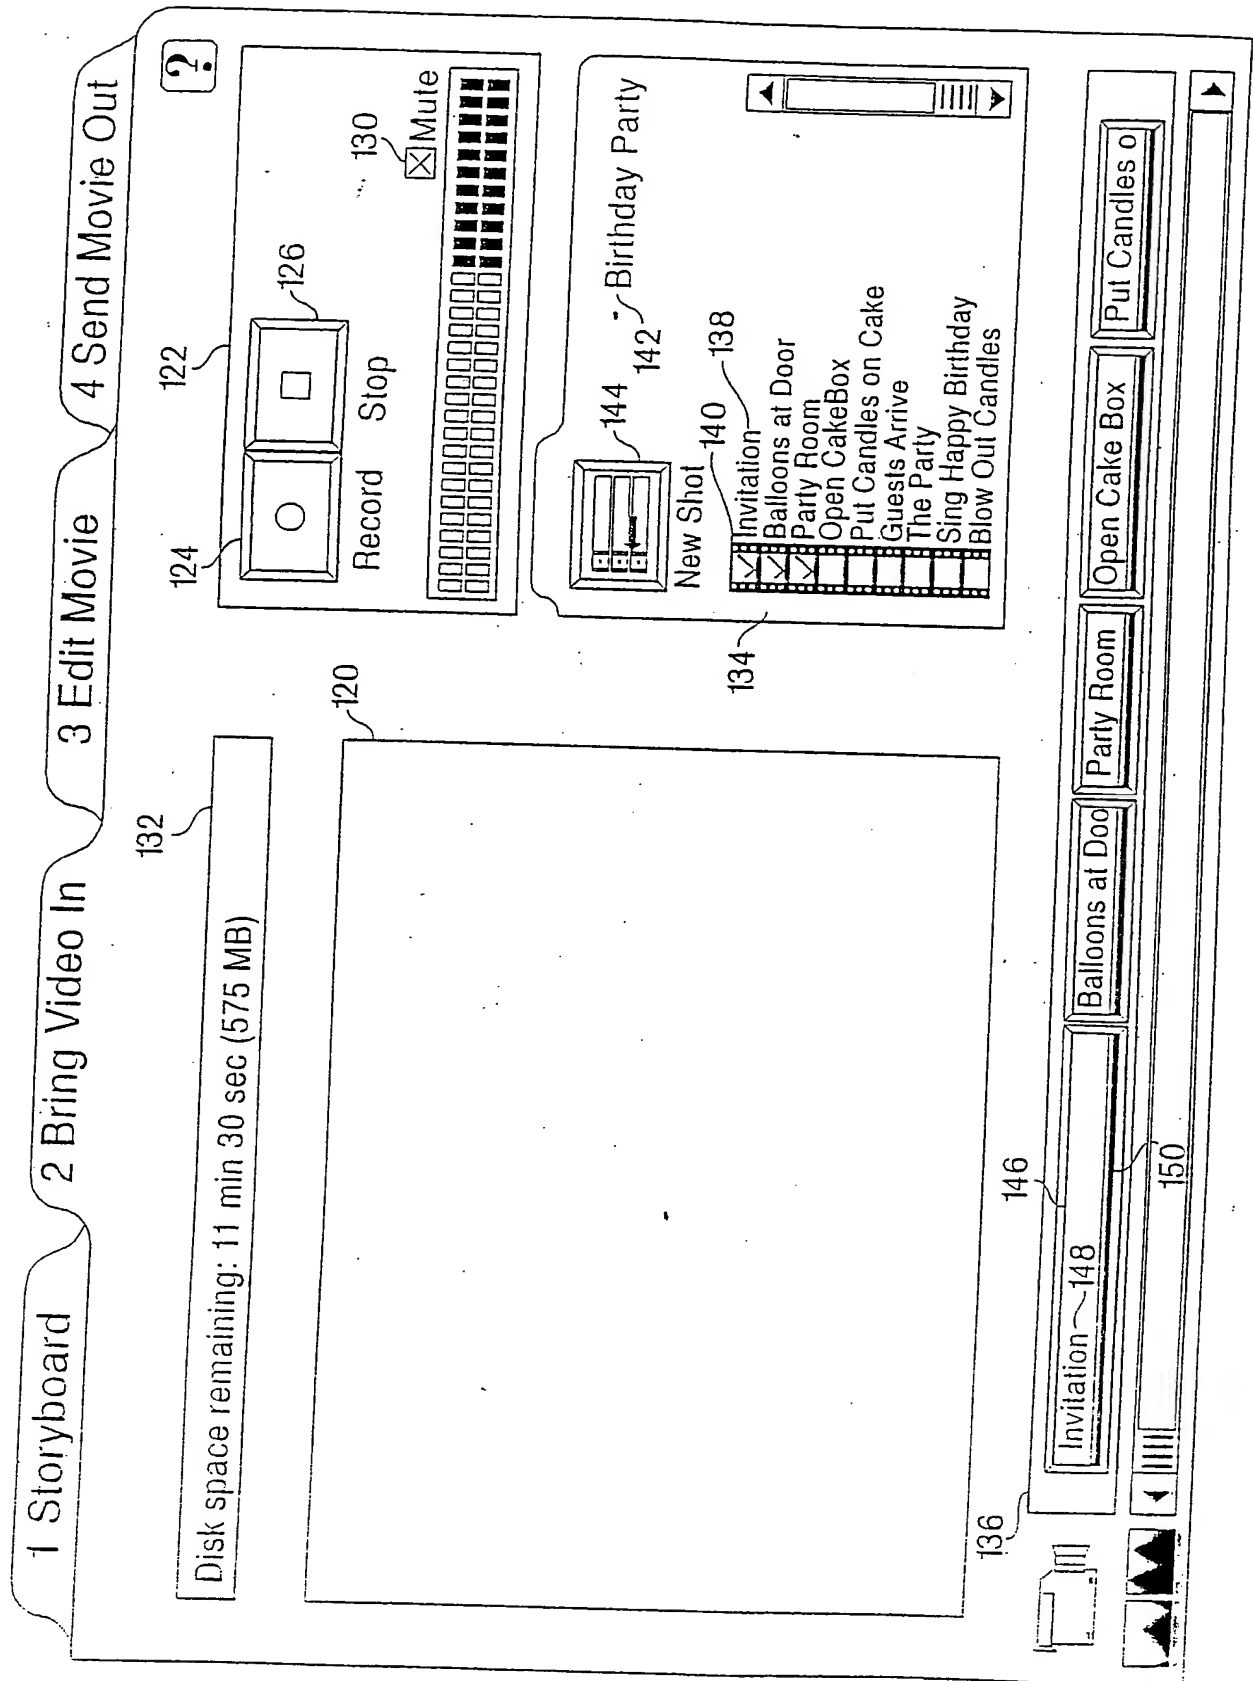 1 Storyboard
2 Bring Video In
3 Edit Movie
4 Send Movie Out
?
132
Disk space remaining: 11 min 30 sec (575 MB)
120
122
124
126
Record
Stop
130
Mute
144
New Shot
142
Birthday Party
140
138
134
Invitation
Balloons at Door
Party Room
Open CakeBox
Put Candles on Cake
Guests Arrive
The Party
Sing Happy Birthday
Blow Out Candles
136
146
Invitation
148
150
Balloons at Doo
Party Room
Open Cake Box
Put Candles o